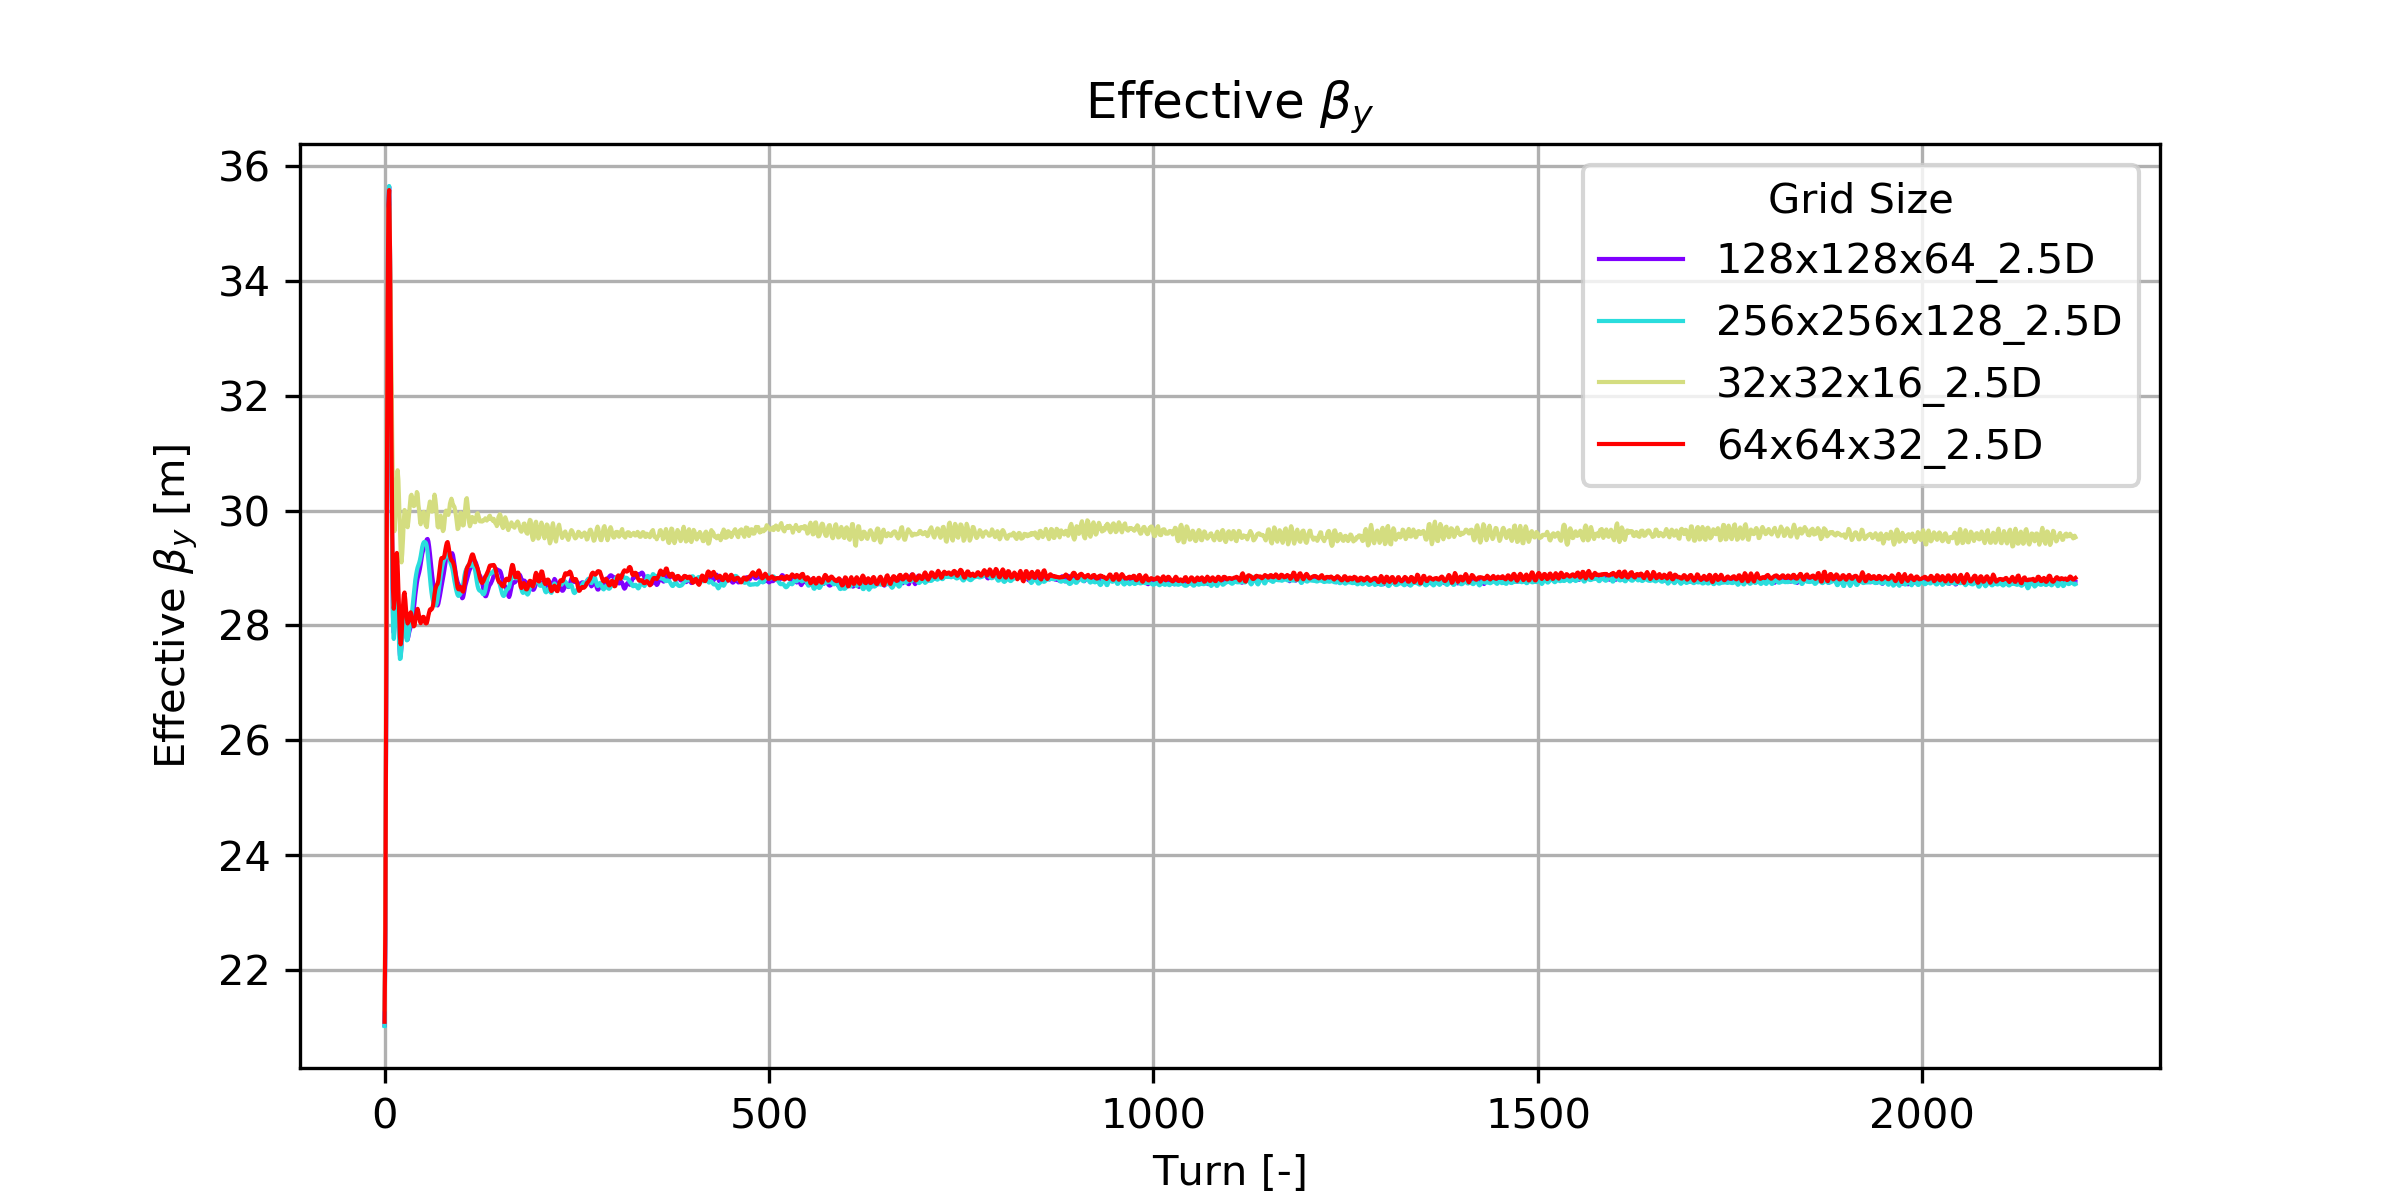 Effective βy
Effective βy [m]
36
34
32
30
28
26
24
22
0
500
1000
1500
2000
Turn [-]
Grid Size
128x128x64_2.5D
256x256x128_2.5D
32x32x16_2.5D
64x64x32_2.5D